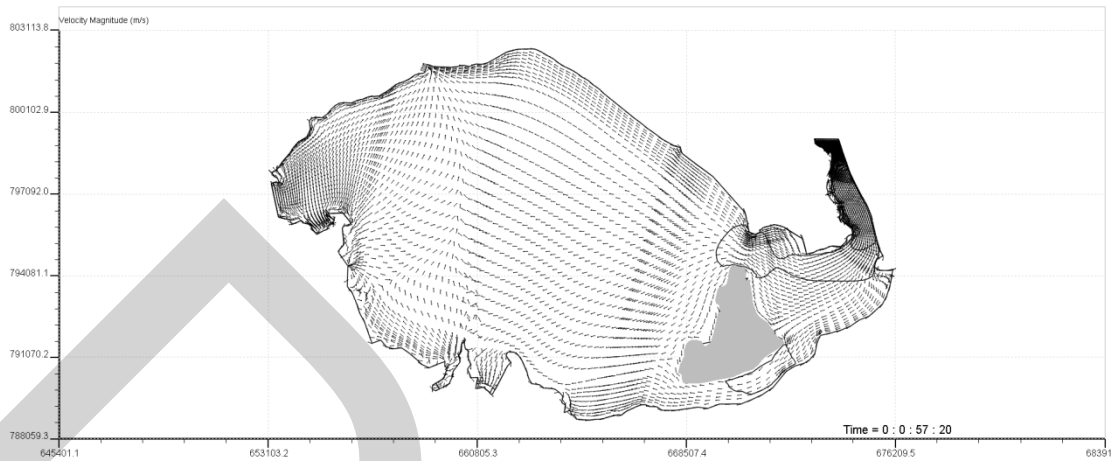 Velocity Magnitude (m/s)
803113.8
800102.9
797092.0
794081.1
791070.2
788059.3
Time = 0 : 0 : 57 : 20
645401.1 653103.2 660805.3 668507.4 676209.5 68391